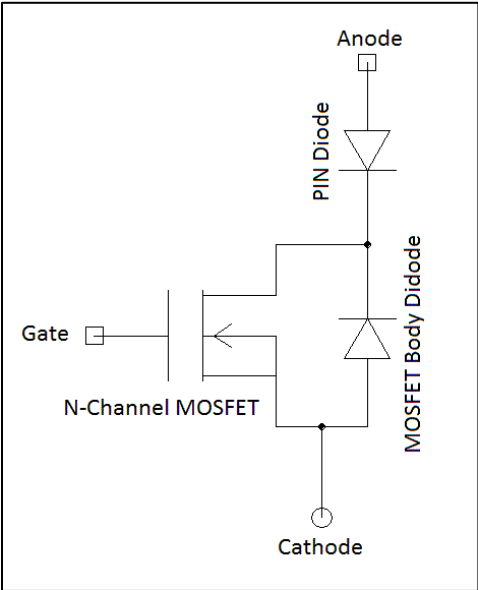 Anode
PIN Diode
MOSFET Body Didode
Gate
N-Channel MOSFET
Cathode